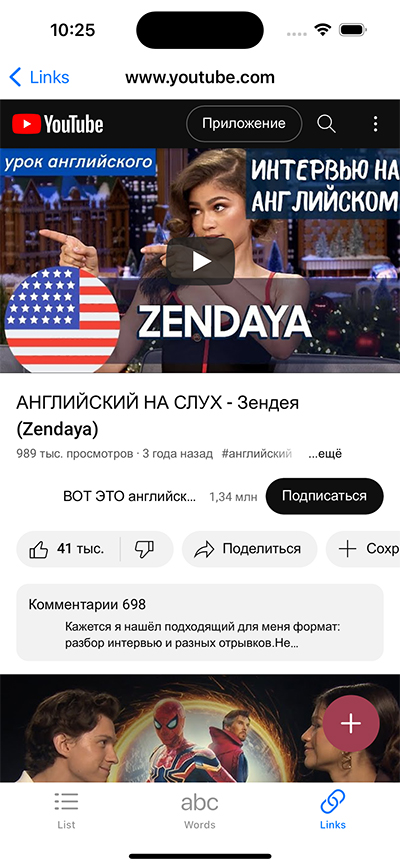 10:25
Links
www.youtube.com
YouTube
Приложение
урок английского
ИНТЕРВЬЮ НА
АНГЛИЙСКОМ
ZENDAYA
АНГЛИЙСКИЙ НА СЛУХ - Зендея
(Zendaya)
989 тыс. просмотров · 3 года назад #английский ...ещё
ВОТ ЭТО английск... 1,34 млн Подписаться
41 тыс. Поделиться Сохр
Комментарии 698
Кажется я нашёл подходящий для меня формат:
разбор интервью и разных отрывков.Не...
abc
List Words Links